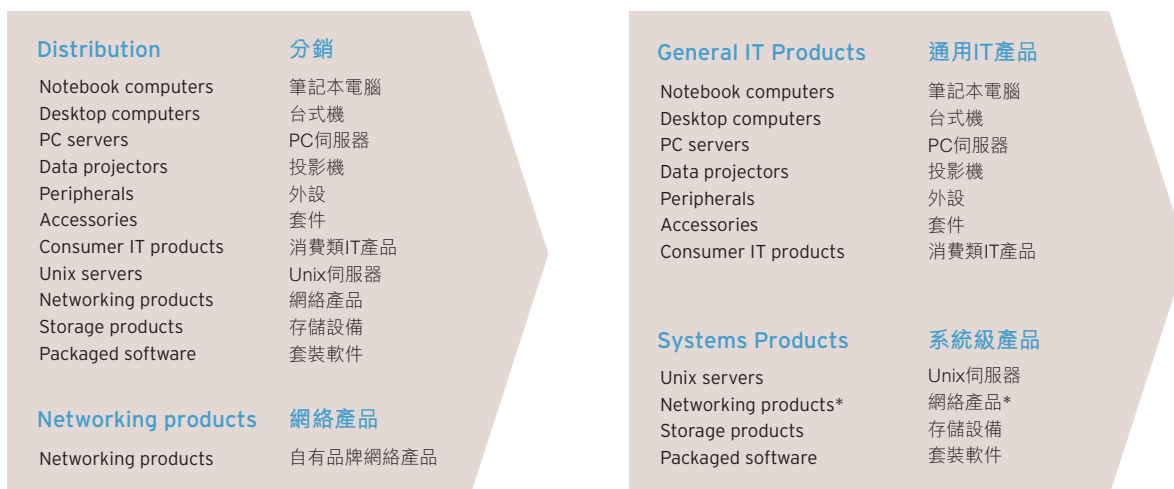 Distribution 分銷
Notebook computers 筆記本電腦
Desktop computers 台式機
PC servers PC伺服器
Data projectors 投影機
Peripherals 外設
Accessories 套件
Consumer IT products 消費類IT產品
Unix servers Unix伺服器
Networking products 網絡產品
Storage products 存儲設備
Packaged software 套裝軟件
Networking products 網絡產品
Networking products 自有品牌網絡產品
General IT Products 通用IT產品
Notebook computers 筆記本電腦
Desktop computers 台式機
PC servers PC伺服器
Data projectors 投影機
Peripherals 外設
Accessories 套件
Consumer IT products 消費類IT產品
Systems Products 系統級產品
Unix servers Unix伺服器
Networking products* 網絡產品*
Storage products 存儲設備
Packaged software 套裝軟件